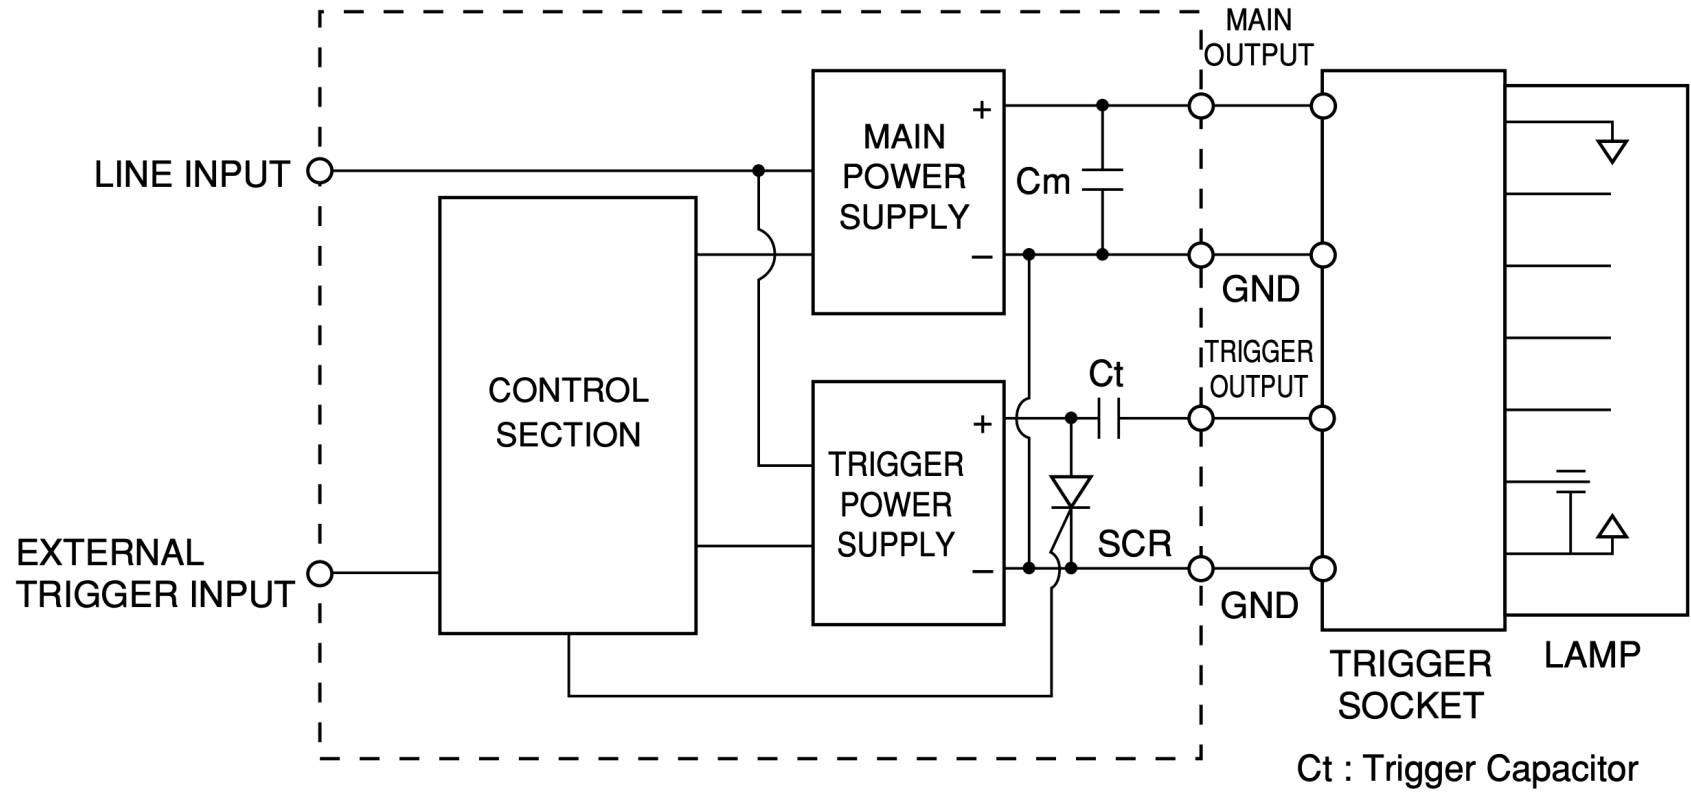 MAIN
OUTPUT
LINE INPUT
MAIN
POWER
SUPPLY
+
−
Cm
GND
CONTROL
SECTION
TRIGGER
OUTPUT
Ct
TRIGGER
POWER
SUPPLY
+
−
SCR
GND
EXTERNAL
TRIGGER INPUT
TRIGGER
SOCKET
LAMP
Ct : Trigger Capacitor